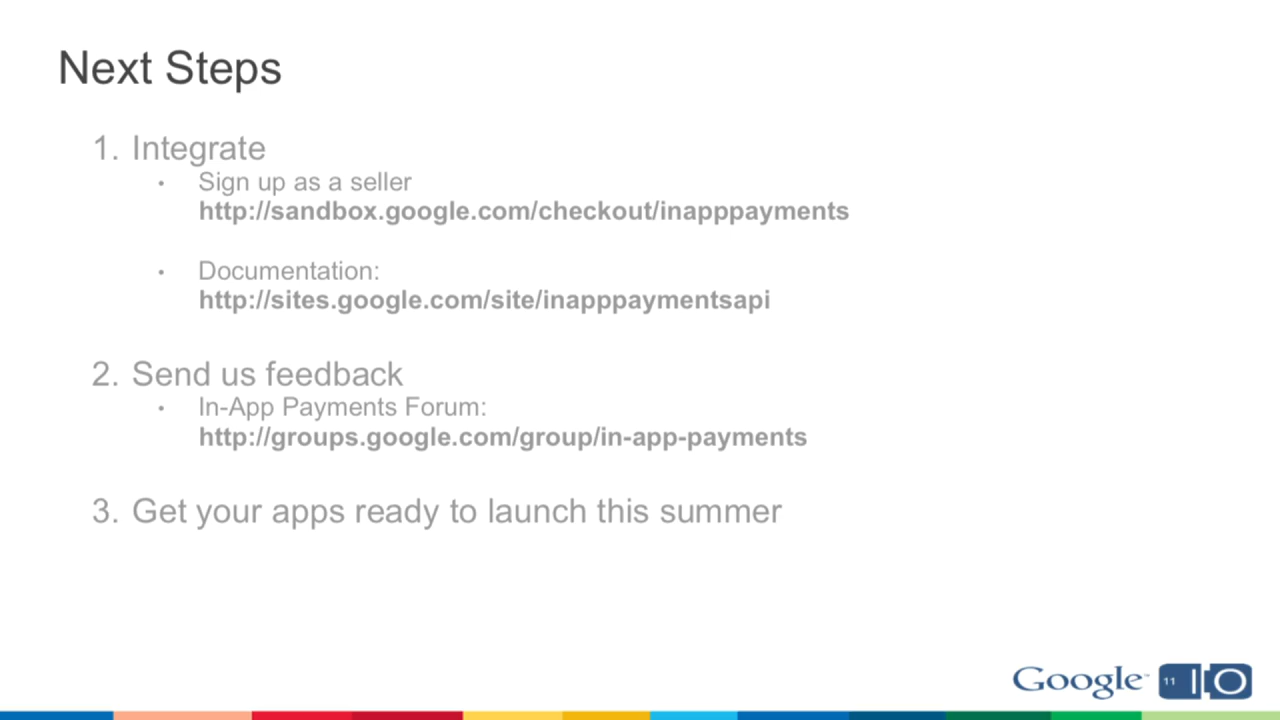 Next Steps
1. Integrate
• Sign up as a seller
http://sandbox.google.com/checkout/inapppayments
• Documentation:
http://sites.google.com/site/inapppaymentsapi
2. Send us feedback
• In-App Payments Forum:
http://groups.google.com/group/in-app-payments
3. Get your apps ready to launch this summer
Google™ 11 IO